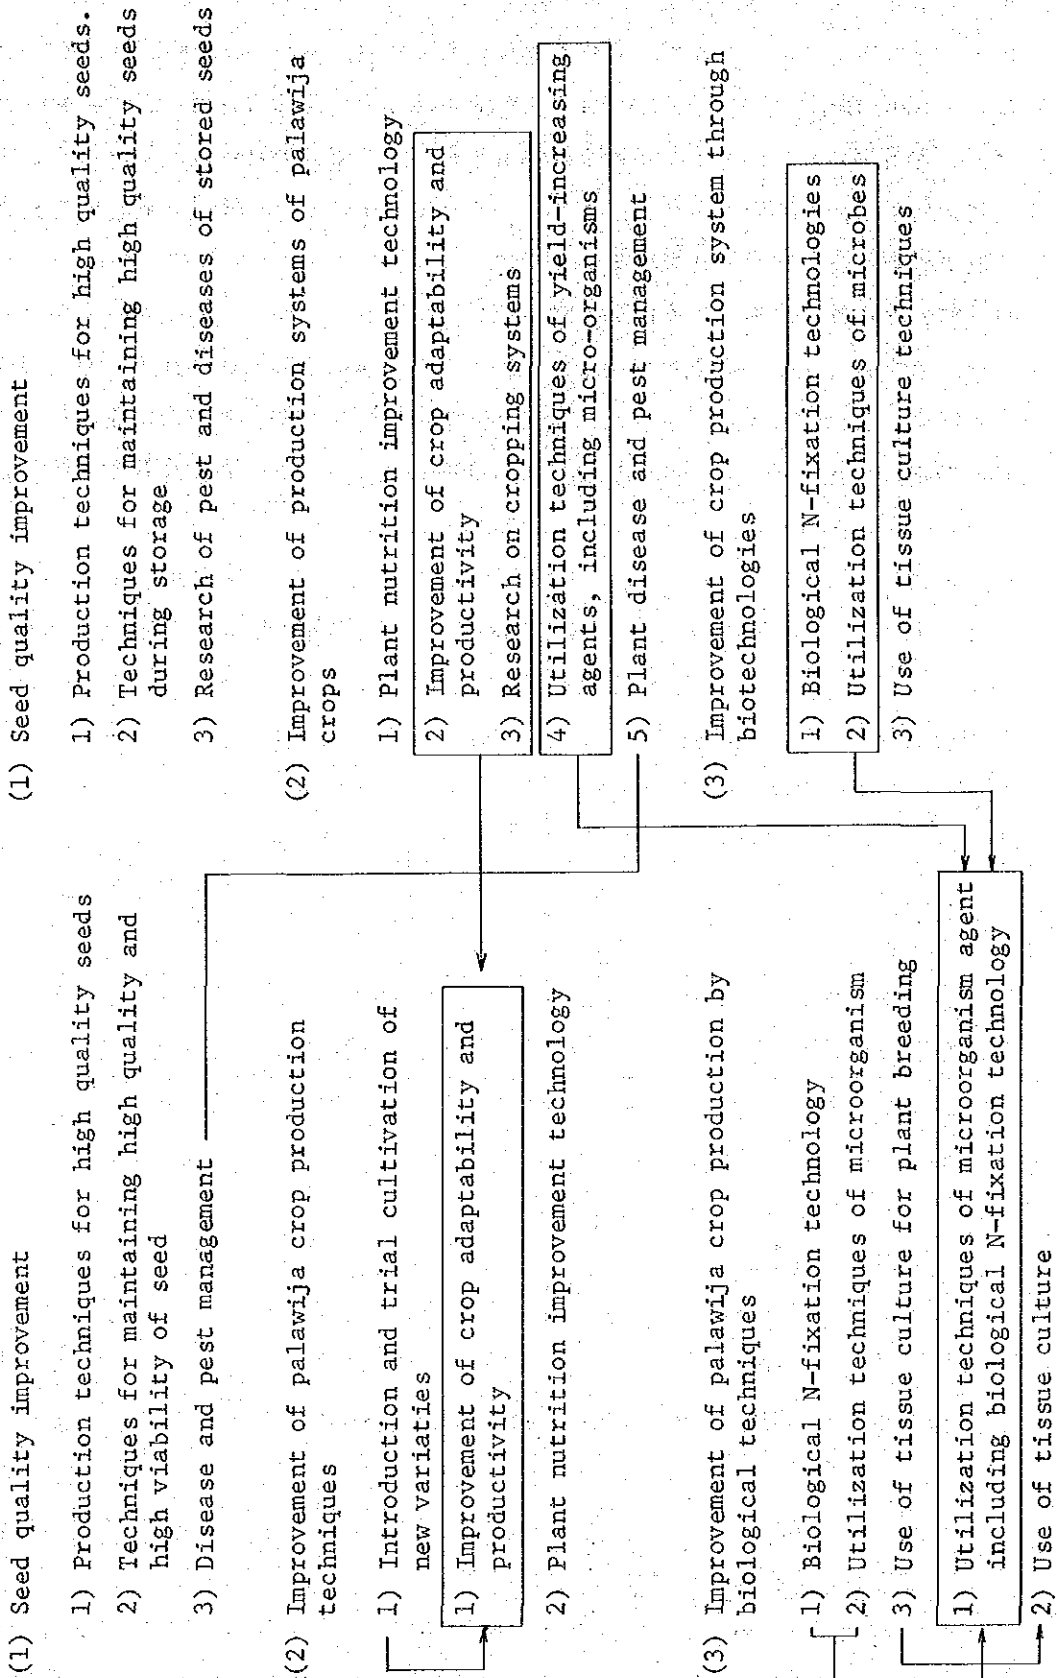 (1) Seed quality improvement
1) Production techniques for high quality seeds
2) Techniques for maintaining high quality and
high viability of seed
3) Disease and pest management
(2) Improvement of palawija crop production
techniques
1) Introduction and trial cultivation of
new variaties
1) Improvement of crop adaptability and
productivity
2) Plant nutrition improvement technology
(3) Improvement of palawija crop production by
biological techniques
1) Biological N-fixation technology
2) Utilization techniques of microorganism
3) Use of tissue culture for plant breeding
1) Utilization techniques of microorganism agent
including biological N-fixation technology
2) Use of tissue culture
(1) Seed quality improvement
1) Production techniques for high quality seeds.
2) Techniques for maintaining high quality seeds
during storage
3) Research of pest and diseases of stored seeds
(2) Improvement of production systems of palawija
crops
1) Plant nutrition improvement technology
2) Improvement of crop adaptability and
productivity
3) Research on cropping systems
4) Utilization techniques of yield-increasing
agents, including micro-organisms
5) Plant disease and pest management
(3) Improvement of crop production system through
biotechnologies
1) Biological N-fixation technologies
2) Utilization techniques of microbes
3) Use of tissue culture techniques